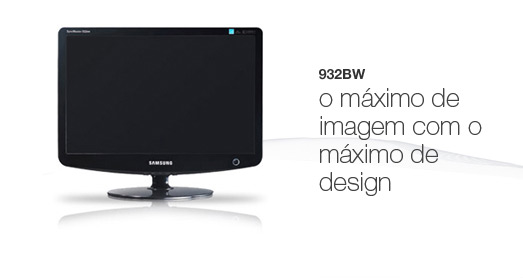 932BW
o máximo de
imagem com o
máximo de
design
SAMSUNG